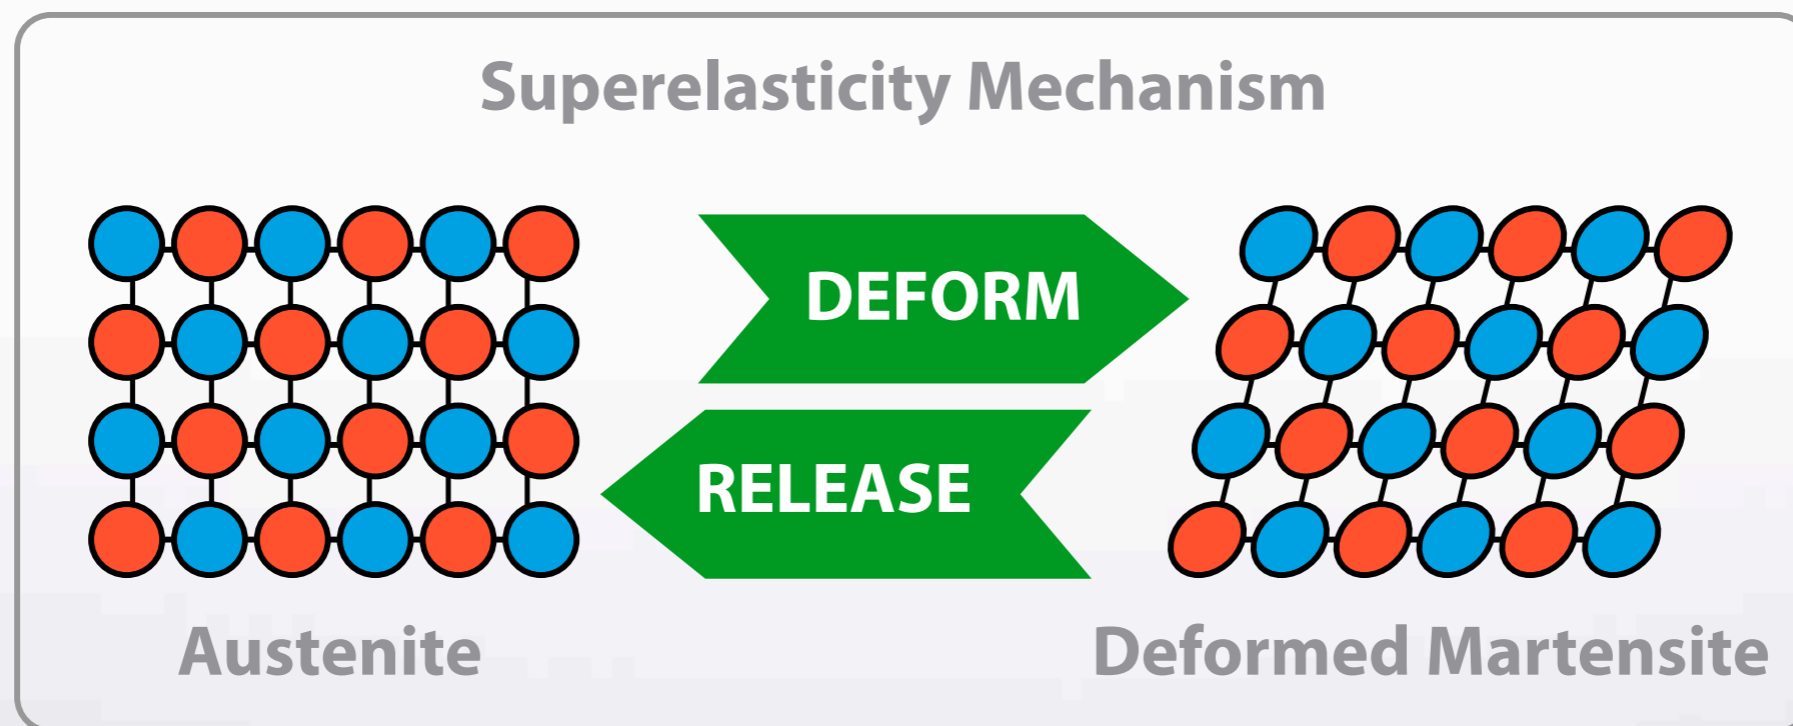 Superelasticity Mechanism
DEFORM
RELEASE
Austenite
Deformed Martensite